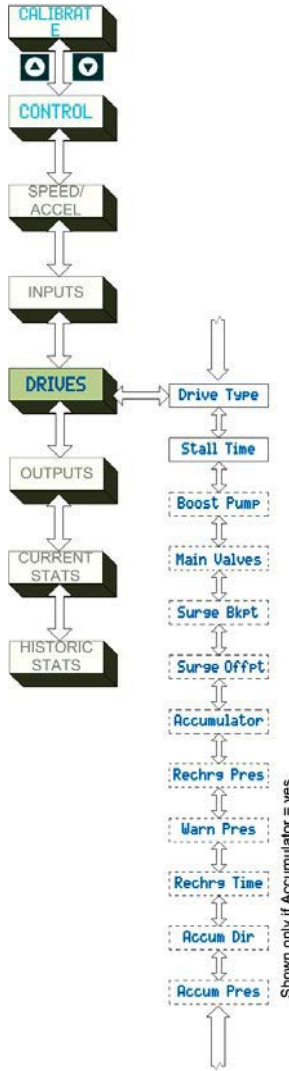 CALIBRAT
E
CONTROL
SPEED/
ACCEL
INPUTS
DRIVES
OUTPUTS
CURRENT
STATS
HISTORIC
STATS
Drive Type
Stall Time
Boost Pump
Main Valves
Surge Bkpt
Surge Offpt
Accumulator
Rechrg Pres
Warn Pres
Rechrg Time
Accum Dir
Accum Pres
Shown only if Accumulator = yes